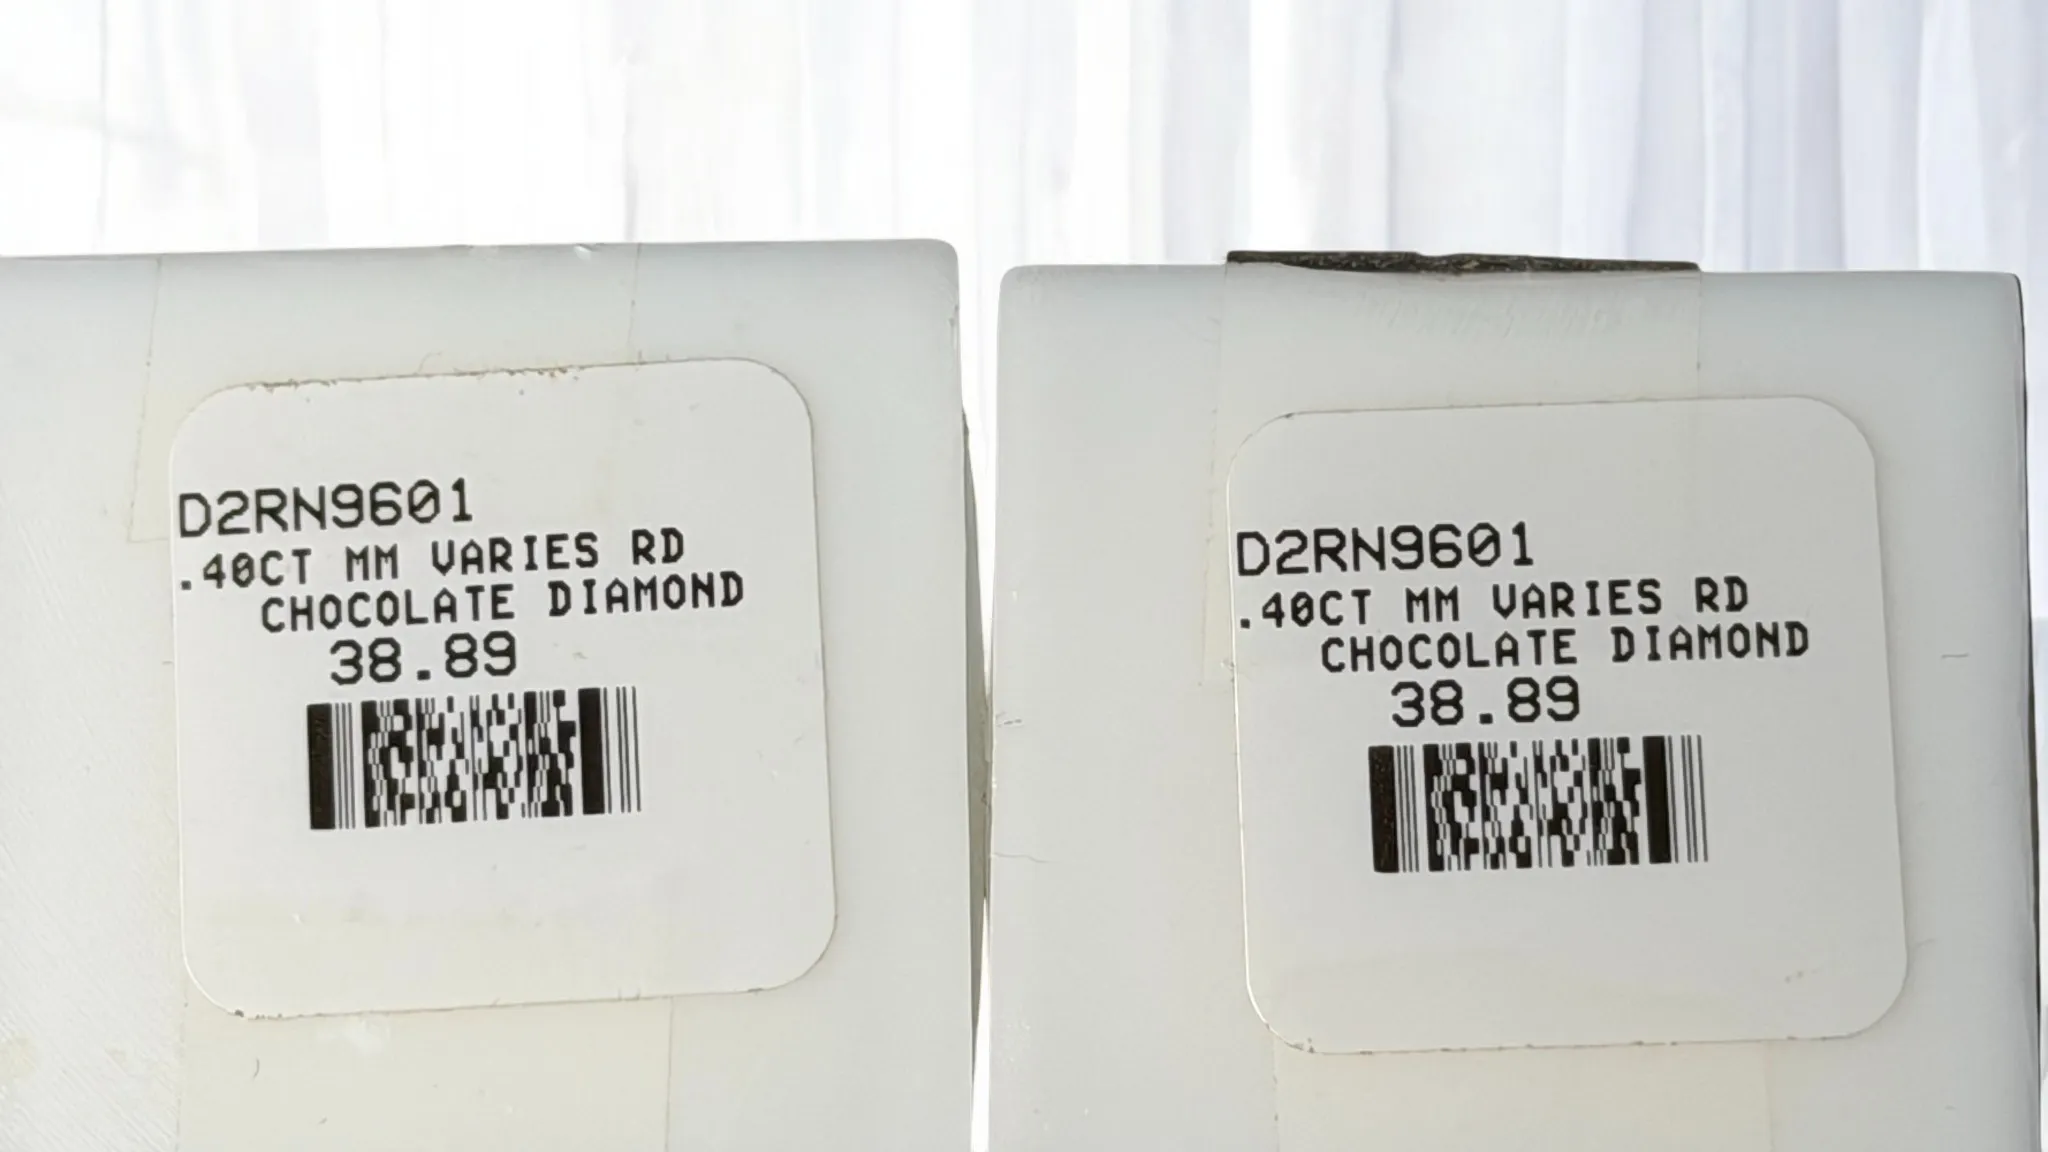 D2RN9601
.40CT MM VARIES RD
CHOCOLATE DIAMOND
38.89
D2RN9601
.40CT MM VARIES RD
CHOCOLATE DIAMOND
38.89